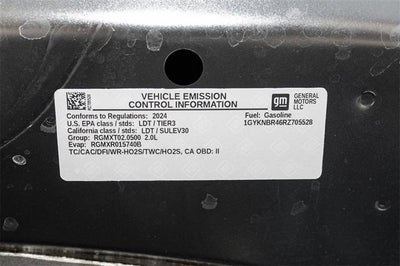 VEHICLE EMISSION
CONTROL INFORMATION
gm
GENERAL
MOTORS
LLC
Conforms to Regulations: 2024
Fuel: Gasoline
U.S. EPA class / stds: LDT / TIER3
1GYKNBR46RZ705528
California class / stds: LDT / SULEV30
Group: RGMXT02.0500 2.0L
Evap: RGMXR015740B
TC/CAC/DFI/WR-HO2S/TWC/HO2S, CA OBD: II